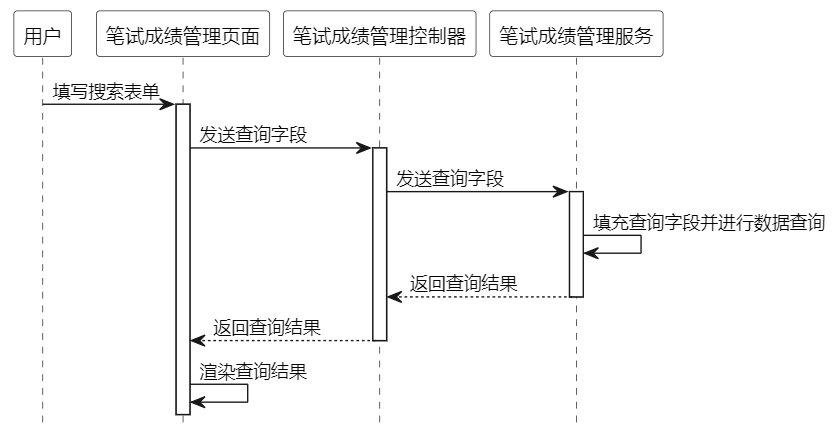 用户
笔试成绩管理页面
笔试成绩管理控制器
笔试成绩管理服务
填写搜索表单
发送查询字段
发送查询字段
填充查询字段并进行数据查询
返回查询结果
返回查询结果
渲染查询结果